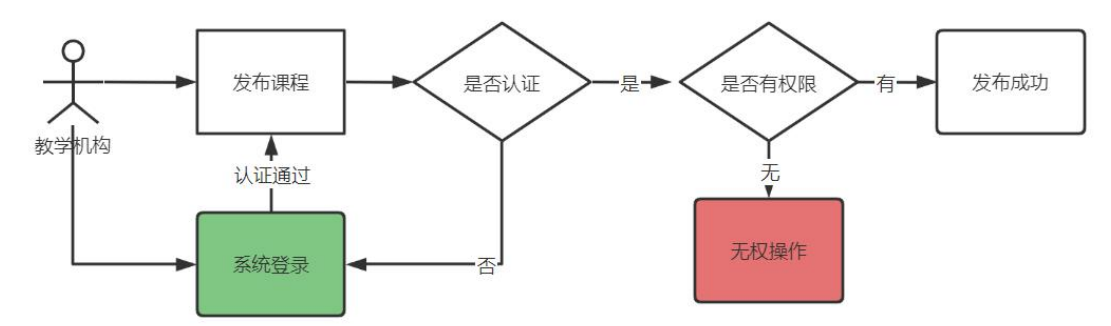 发布课程
是否认证
是
是否有权限
有
发布成功
教学机构
认证通过
无
系统登录
否
无权操作